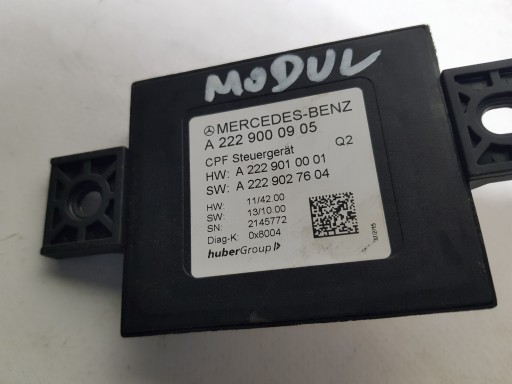 MODUL
MERCEDES-BENZ
A 222 900 09 05
CPF Steuergerät Q2
HW: A 222 901 00 01
SW: A 222 902 76 04
HW: 11/42.00
SW: 13/10.00
SN: 2145772
Diag-K: 0x8004
huberGroup